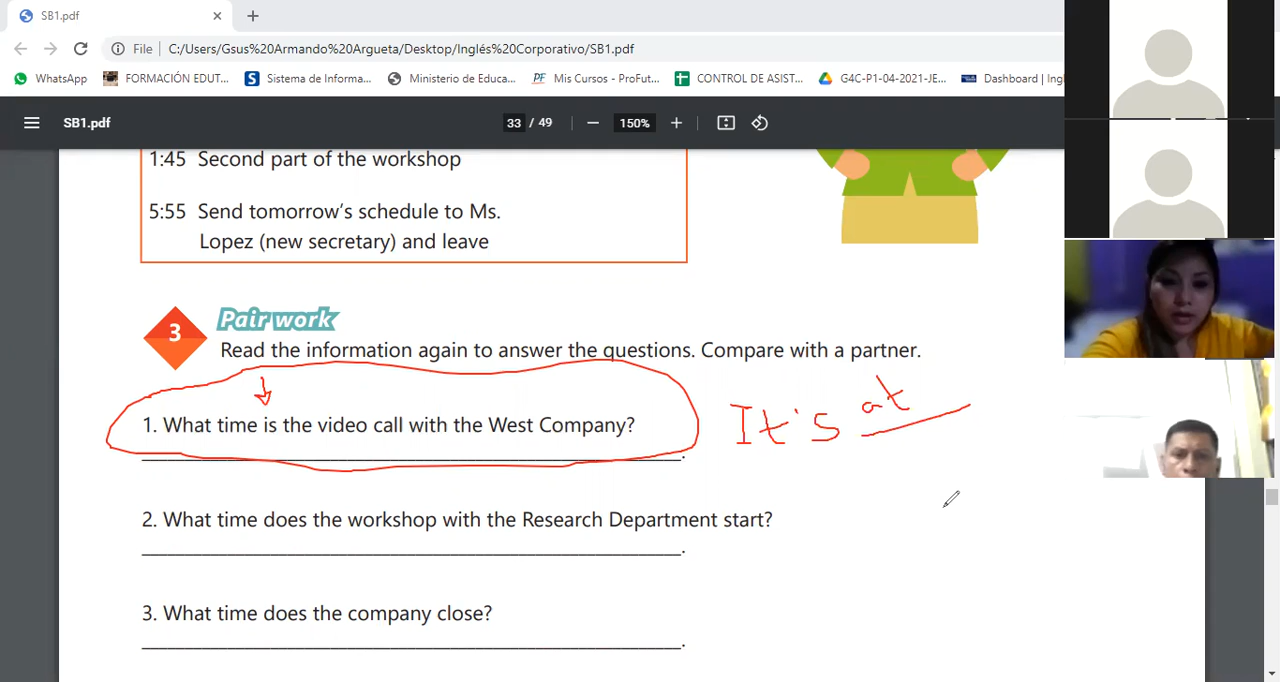 SB1.pdf
File C:/Users/Gsus%20Armando%20Argueta/Desktop/Inglés%20Corporativo/SB1.pdf
WhatsApp FORMACIÓN EDUT... Sistema de Informa... Ministerio de Educa... PF Mis Cursos - ProFut... CONTROL DE ASIST... G4C-P1-04-2021-JE... Dashboard | Ingl
SB1.pdf 33 / 49 150%
1:45 Second part of the workshop
5:55 Send tomorrow's schedule to Ms.
Lopez (new secretary) and leave
3 Pair work
Read the information again to answer the questions. Compare with a partner.
1. What time is the video call with the West Company?
It's at
2. What time does the workshop with the Research Department start?
3. What time does the company close?